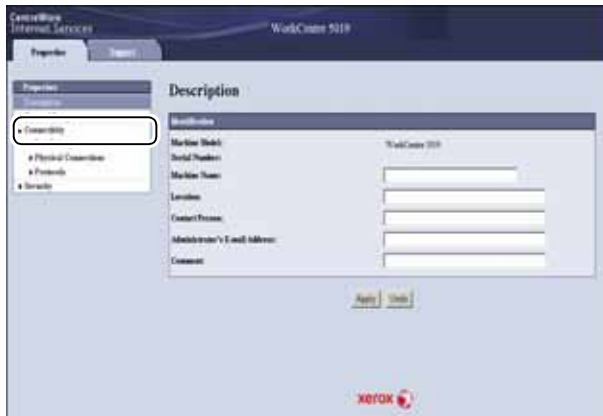 CentreWare
Internet Services
WorkCentre 5019
Properties
Support
Properties
Description
Connectivity
Physical Connections
Protocols
Security
Description
Identification
Machine Model:
WorkCentre 5019
Serial Number:
Machine Name:
Location:
Contact Person:
Administrator's E-mail Address:
Comment:
Apply
Undo
xerox